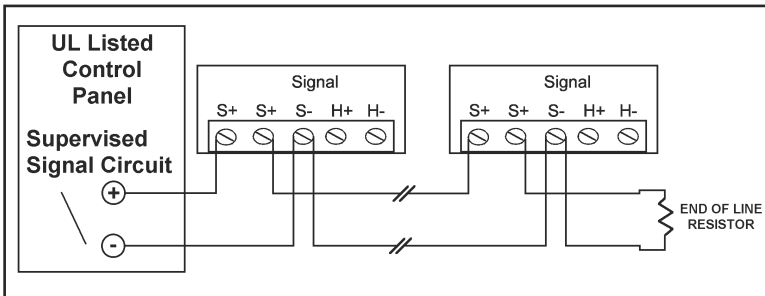 UL Listed
Control
Panel
Supervised
Signal Circuit
+
-
Signal
S+ S+ S- H+ H-
Signal
S+ S+ S- H+ H-
END OF LINE
RESISTOR